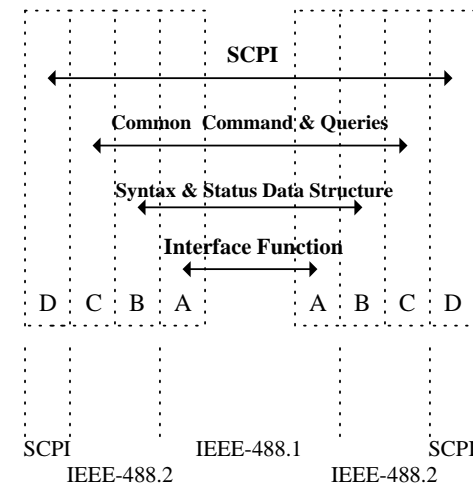 SCPI
Common Command & Queries
Syntax & Status Data Structure
Interface Function
D C B A A B C D
SCPI IEEE-488.1 SCPI
IEEE-488.2 IEEE-488.2